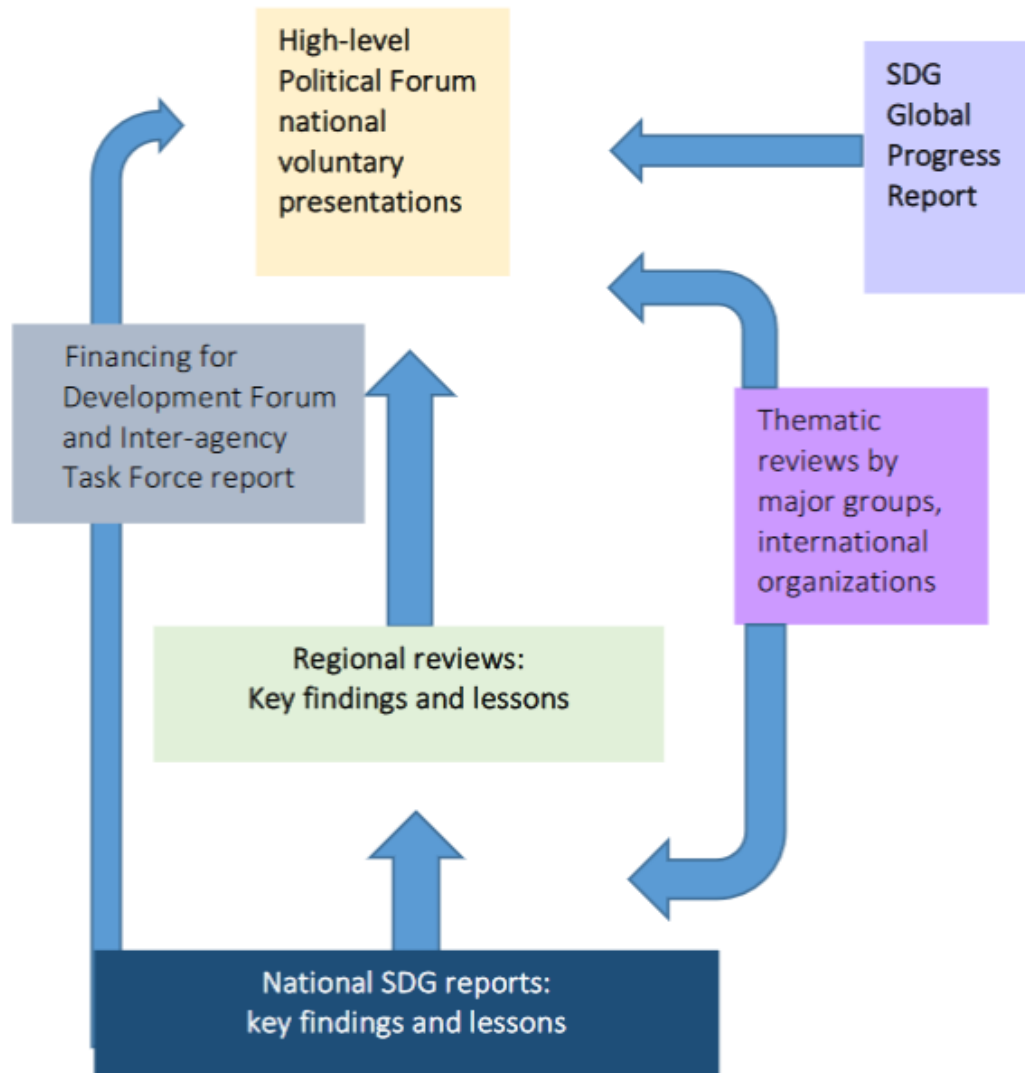 High-level
Political Forum
national
voluntary
presentations
SDG
Global
Progress
Report
Financing for
Development Forum
and Inter-agency
Task Force report
Thematic
reviews by
major groups,
international
organizations
Regional reviews:
Key findings and lessons
National SDG reports:
key findings and lessons